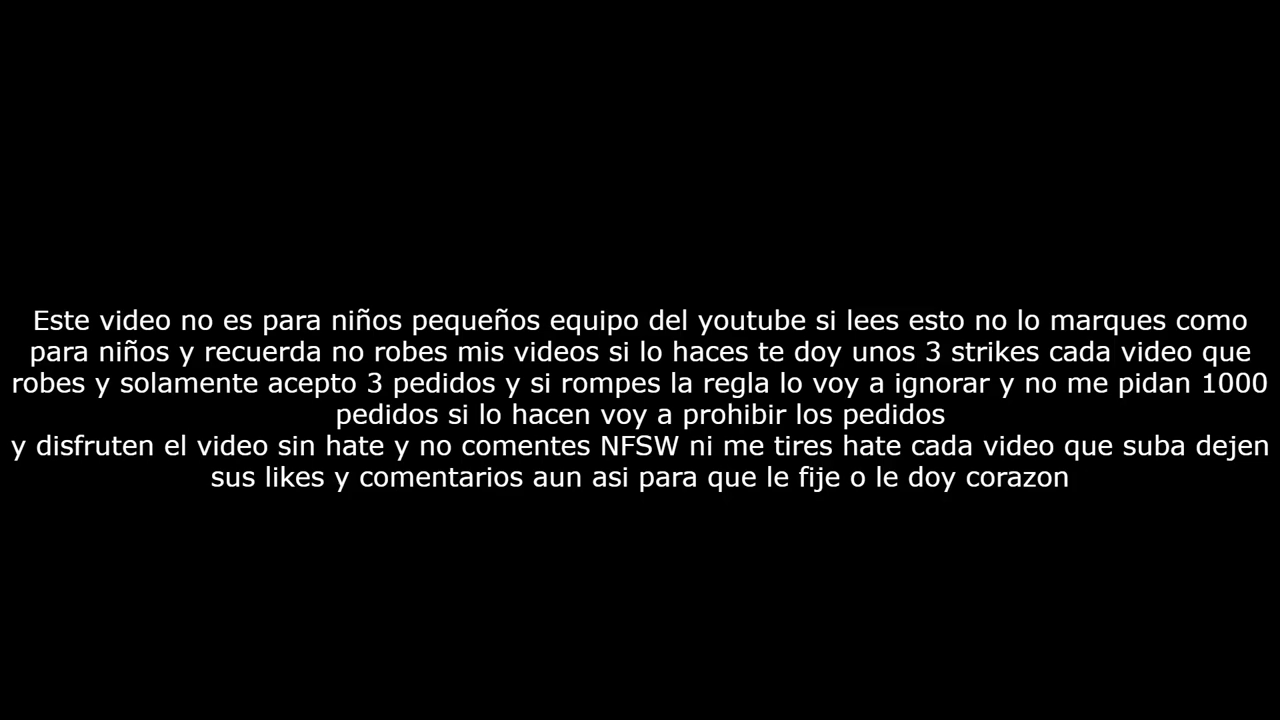 Este video no es para niños pequeños equipo del youtube si lees esto no lo marques como
para niños y recuerda no robes mis videos si lo haces te doy unos 3 strikes cada video que
robes y solamente acepto 3 pedidos y si rompes la regla lo voy a ignorar y no me pidan 1000
pedidos si lo hacen voy a prohibir los pedidos
y disfruten el video sin hate y no comentes NFSW ni me tires hate cada video que suba dejen
sus likes y comentarios aun asi para que le fije o le doy corazon